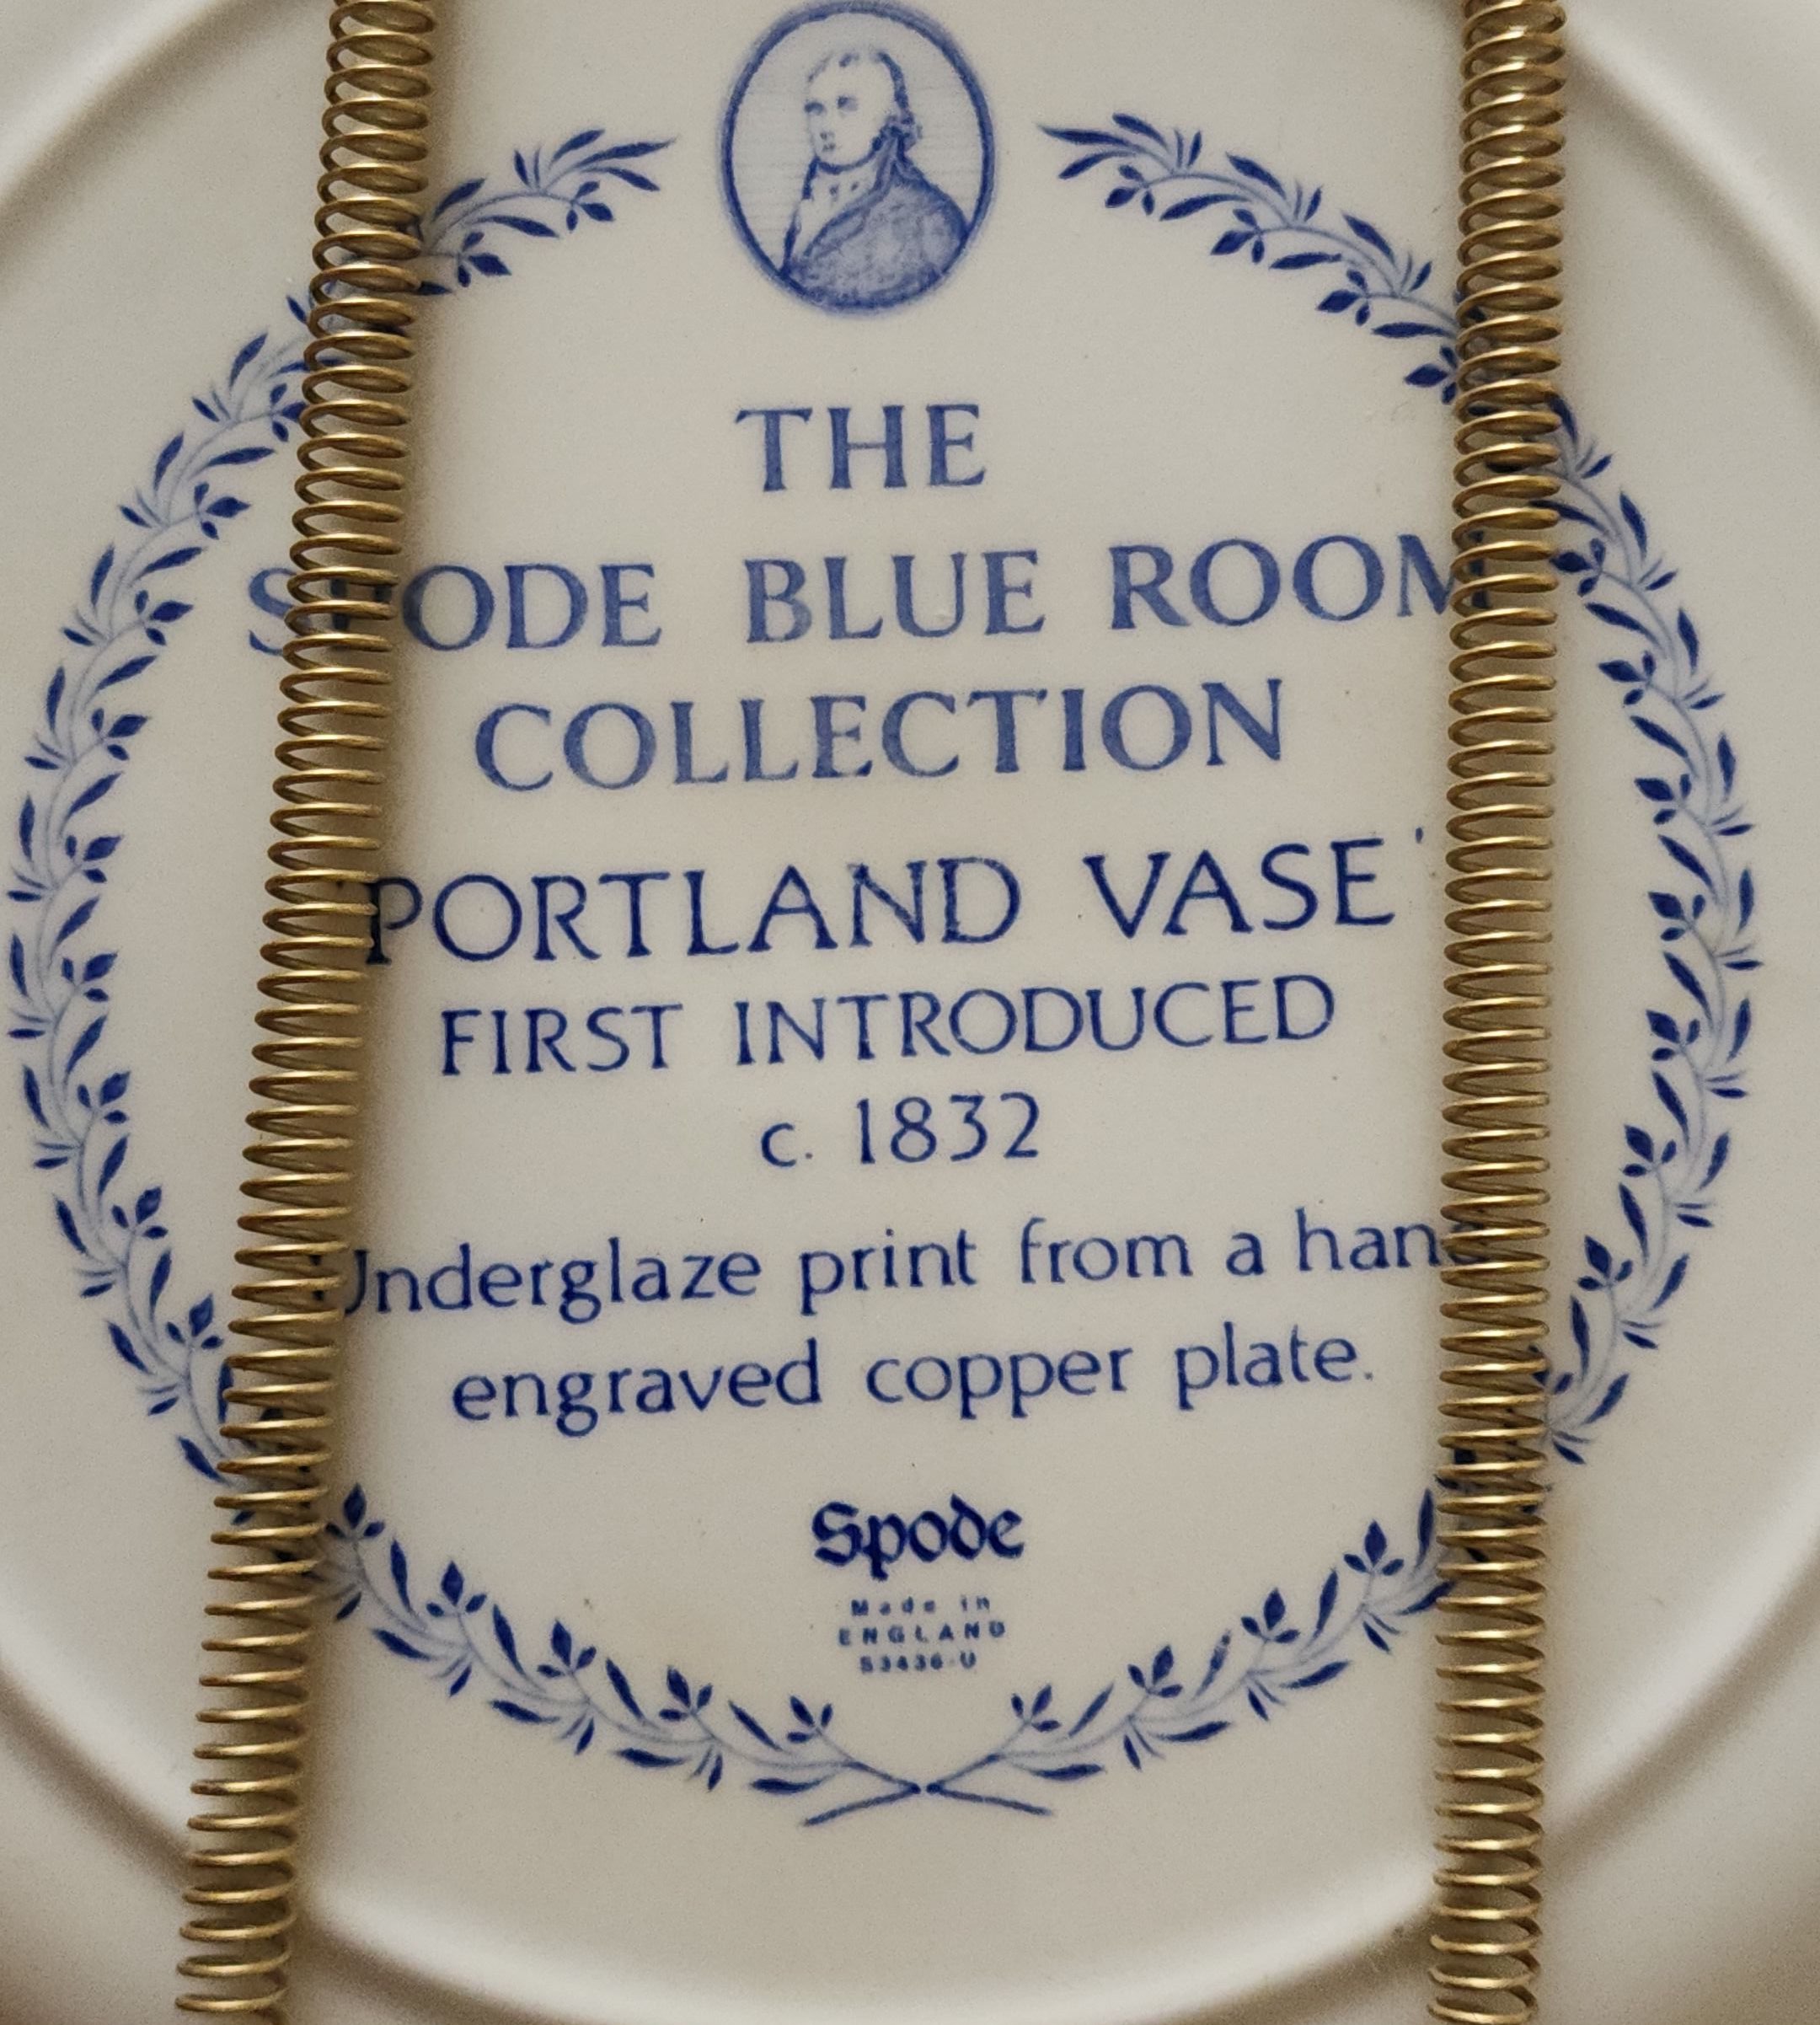 THE
SPODE BLUE ROOM
COLLECTION
PORTLAND VASE'
FIRST INTRODUCED
c. 1832
Underglaze print from a hand
engraved copper plate.
Spode
Made in
ENGLAND
S3436-U